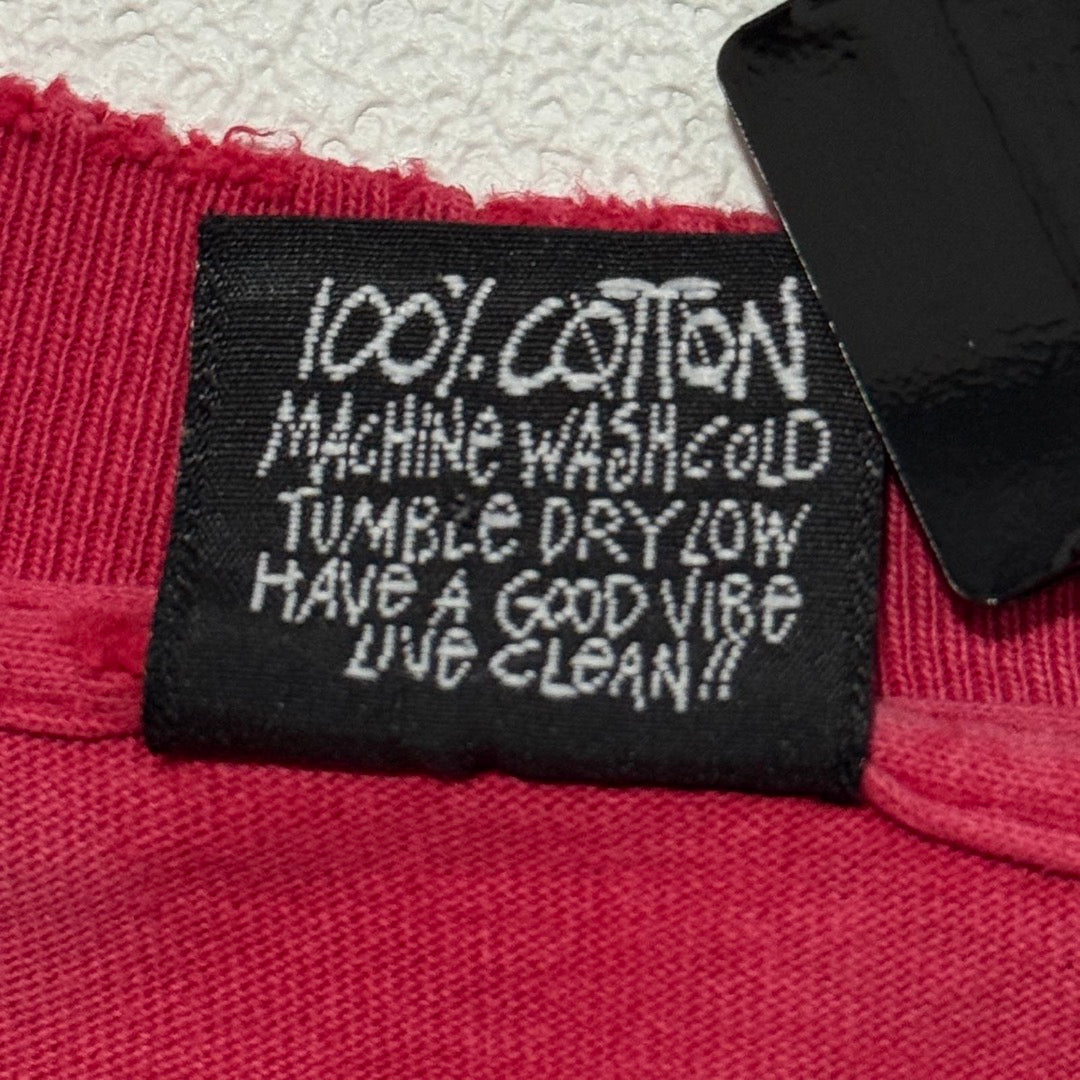 100% COTTON
MACHINe WASH COLD
TUMBLe DRY LOW
HAVe A GOOD VIBe
LIVe CLeAN!!